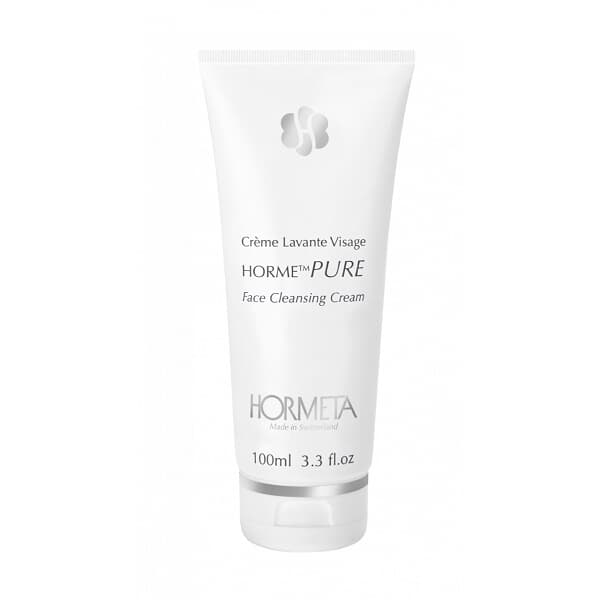 Crème Lavante Visage
HORME™PURE
Face Cleansing Cream
HORMETA
Made in Switzerland
100ml 3.3 fl.oz